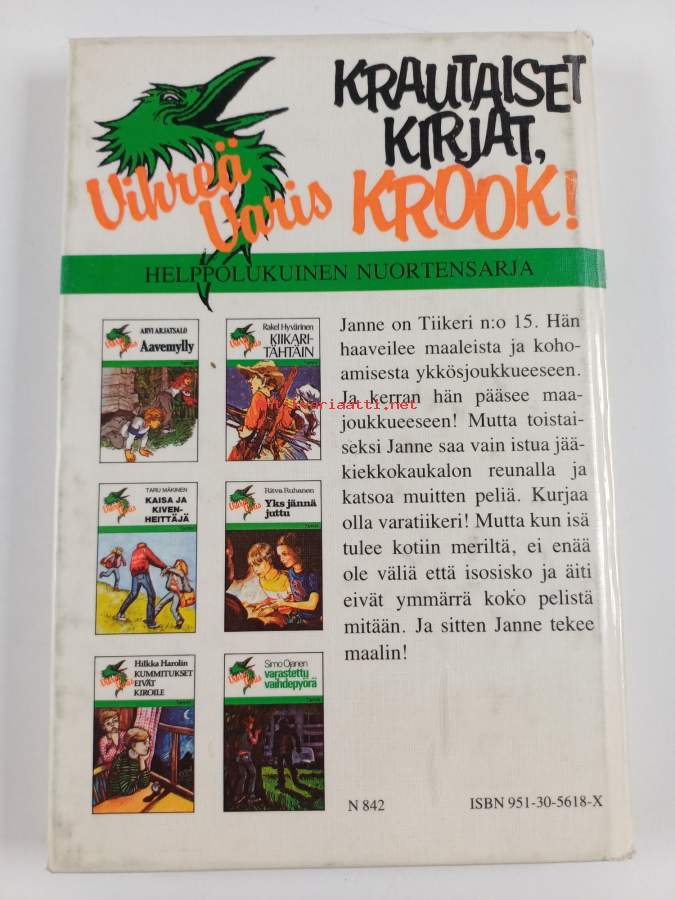 KRAUTAISET
KIRJAT,
KROOK!
Vihreä
Varis
HELPPOLUKUINEN NUORTENSARJA
ARVI ARJATSALO
Aavemylly
Rakel Hyvärinen
KIIKARI-
TÄHTÄIN
TARU MÄKINEN
KAISA JA
KIVEN-
HEITTÄJÄ
Ritva Ruhanen
Yks jännä
juttu
Hilkka Harolin
KUMMITUKSET
EIVÄT
KIROILE
Simo Ojanen
varastettu
vaihdepyörä
Janne on Tiikeri n:o 15. Hän
haaveilee maaleista ja koho-
amisesta ykkösjoukkueeseen.
Ja kerran hän pääsee maa-
joukkueeseen! Mutta toistai-
seksi Janne saa vain istua jää-
kiekkokaukalon reunalla ja
katsoa muitten peliä. Kurjaa
olla varatiikeri! Mutta kun isä
tulee kotiin meriltä, ei enää
ole väliä että isosisko ja äiti
eivät ymmärrä koko pelistä
mitään. Ja sitten Janne tekee
maalin!
N 842
ISBN 951-30-5618-X